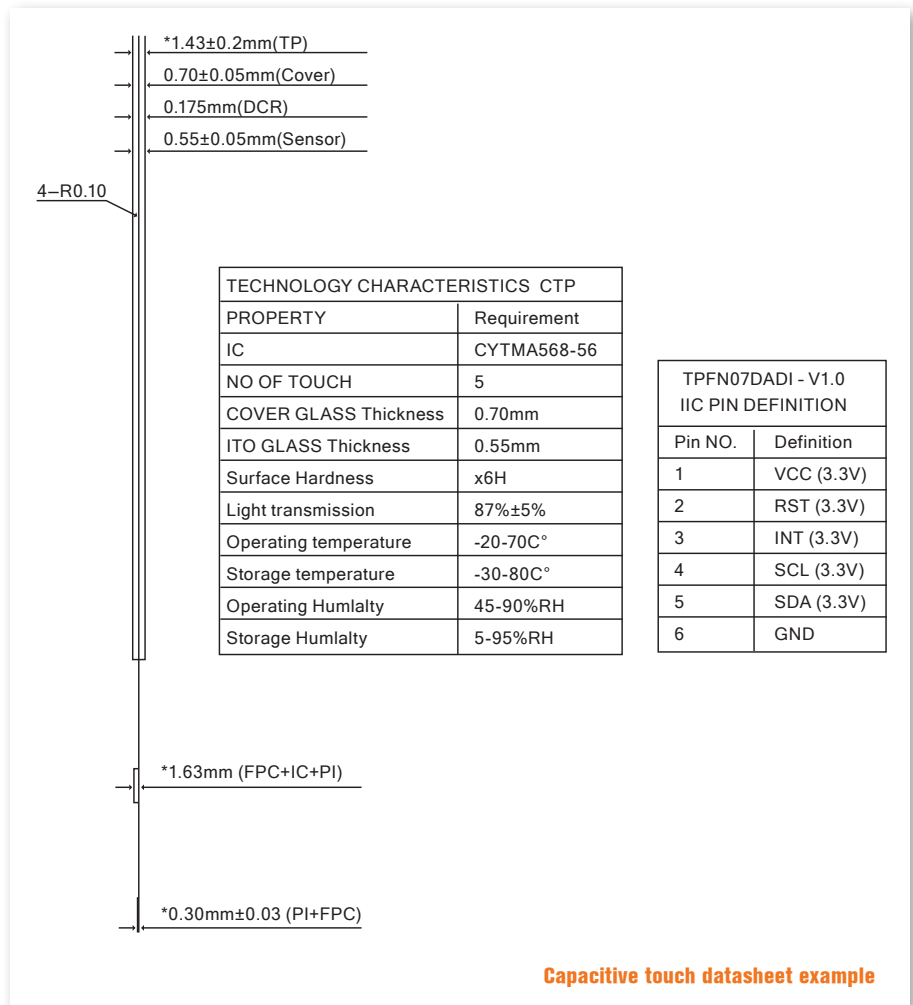 *1.43±0.2mm(TP)
0.70±0.05mm(Cover)
0.175mm(DCR)
0.55±0.05mm(Sensor)
4–R0.10
TECHNOLOGY CHARACTERISTICS CTP
PROPERTY Requirement
IC CYTMA568-56
NO OF TOUCH 5
COVER GLASS Thickness 0.70mm
ITO GLASS Thickness 0.55mm
Surface Hardness x6H
Light transmission 87%±5%
Operating temperature -20-70C°
Storage temperature -30-80C°
Operating Humlalty 45-90%RH
Storage Humlalty 5-95%RH
TPFN07DADI - V1.0
IIC PIN DEFINITION
Pin NO. Definition
1 VCC (3.3V)
2 RST (3.3V)
3 INT (3.3V)
4 SCL (3.3V)
5 SDA (3.3V)
6 GND
*1.63mm (FPC+IC+PI)
*0.30mm±0.03 (PI+FPC)
Capacitive touch datasheet example